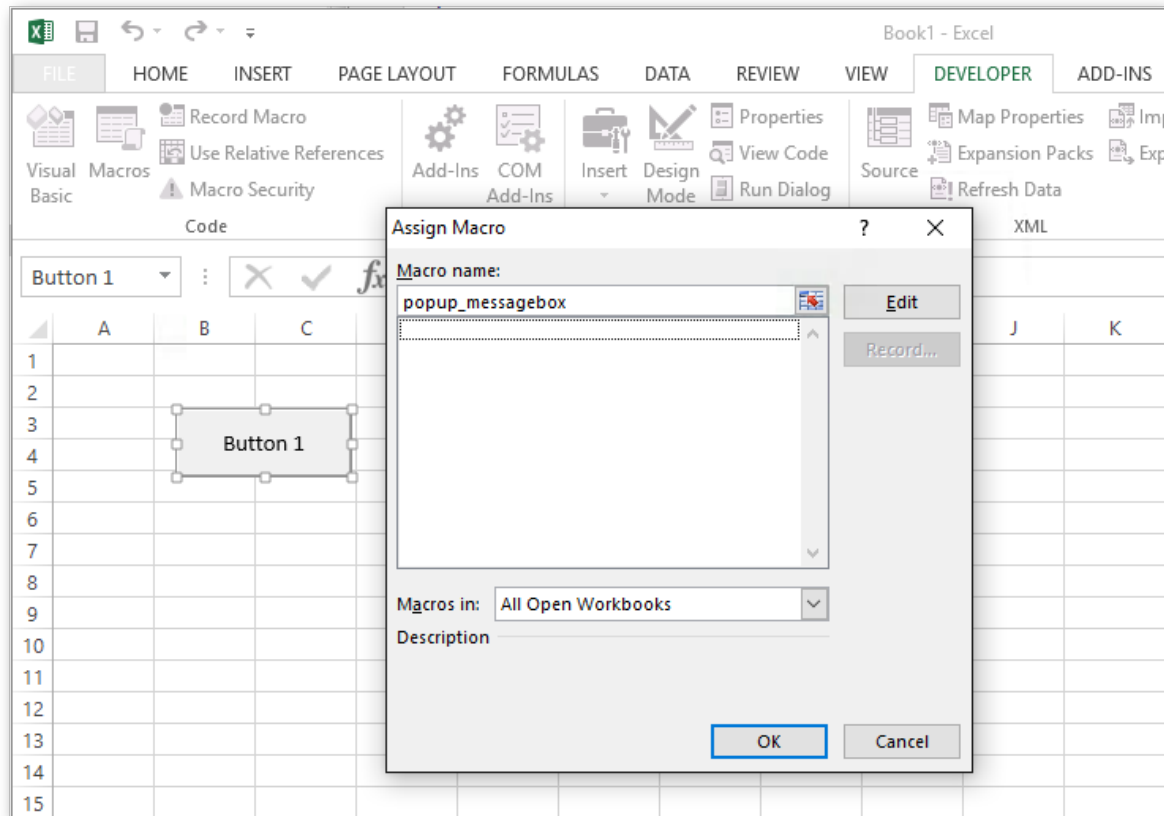 Book1 - Excel
FILE HOME INSERT PAGE LAYOUT FORMULAS DATA REVIEW VIEW DEVELOPER ADD-INS
Visual Basic
Macros
Record Macro
Use Relative References
Macro Security
Code
Add-Ins
COM Add-Ins
Insert
Design Mode
Properties
View Code
Run Dialog
Source
Map Properties
Expansion Packs
Refresh Data
XML
Button 1
fx
Assign Macro ? X
Macro name:
popup_messagebox
Edit
Record...
Macros in: All Open Workbooks
Description
OK Cancel
A B C J K
1
2
3
Button 1
4
5
6
7
8
9
10
11
12
13
14
15